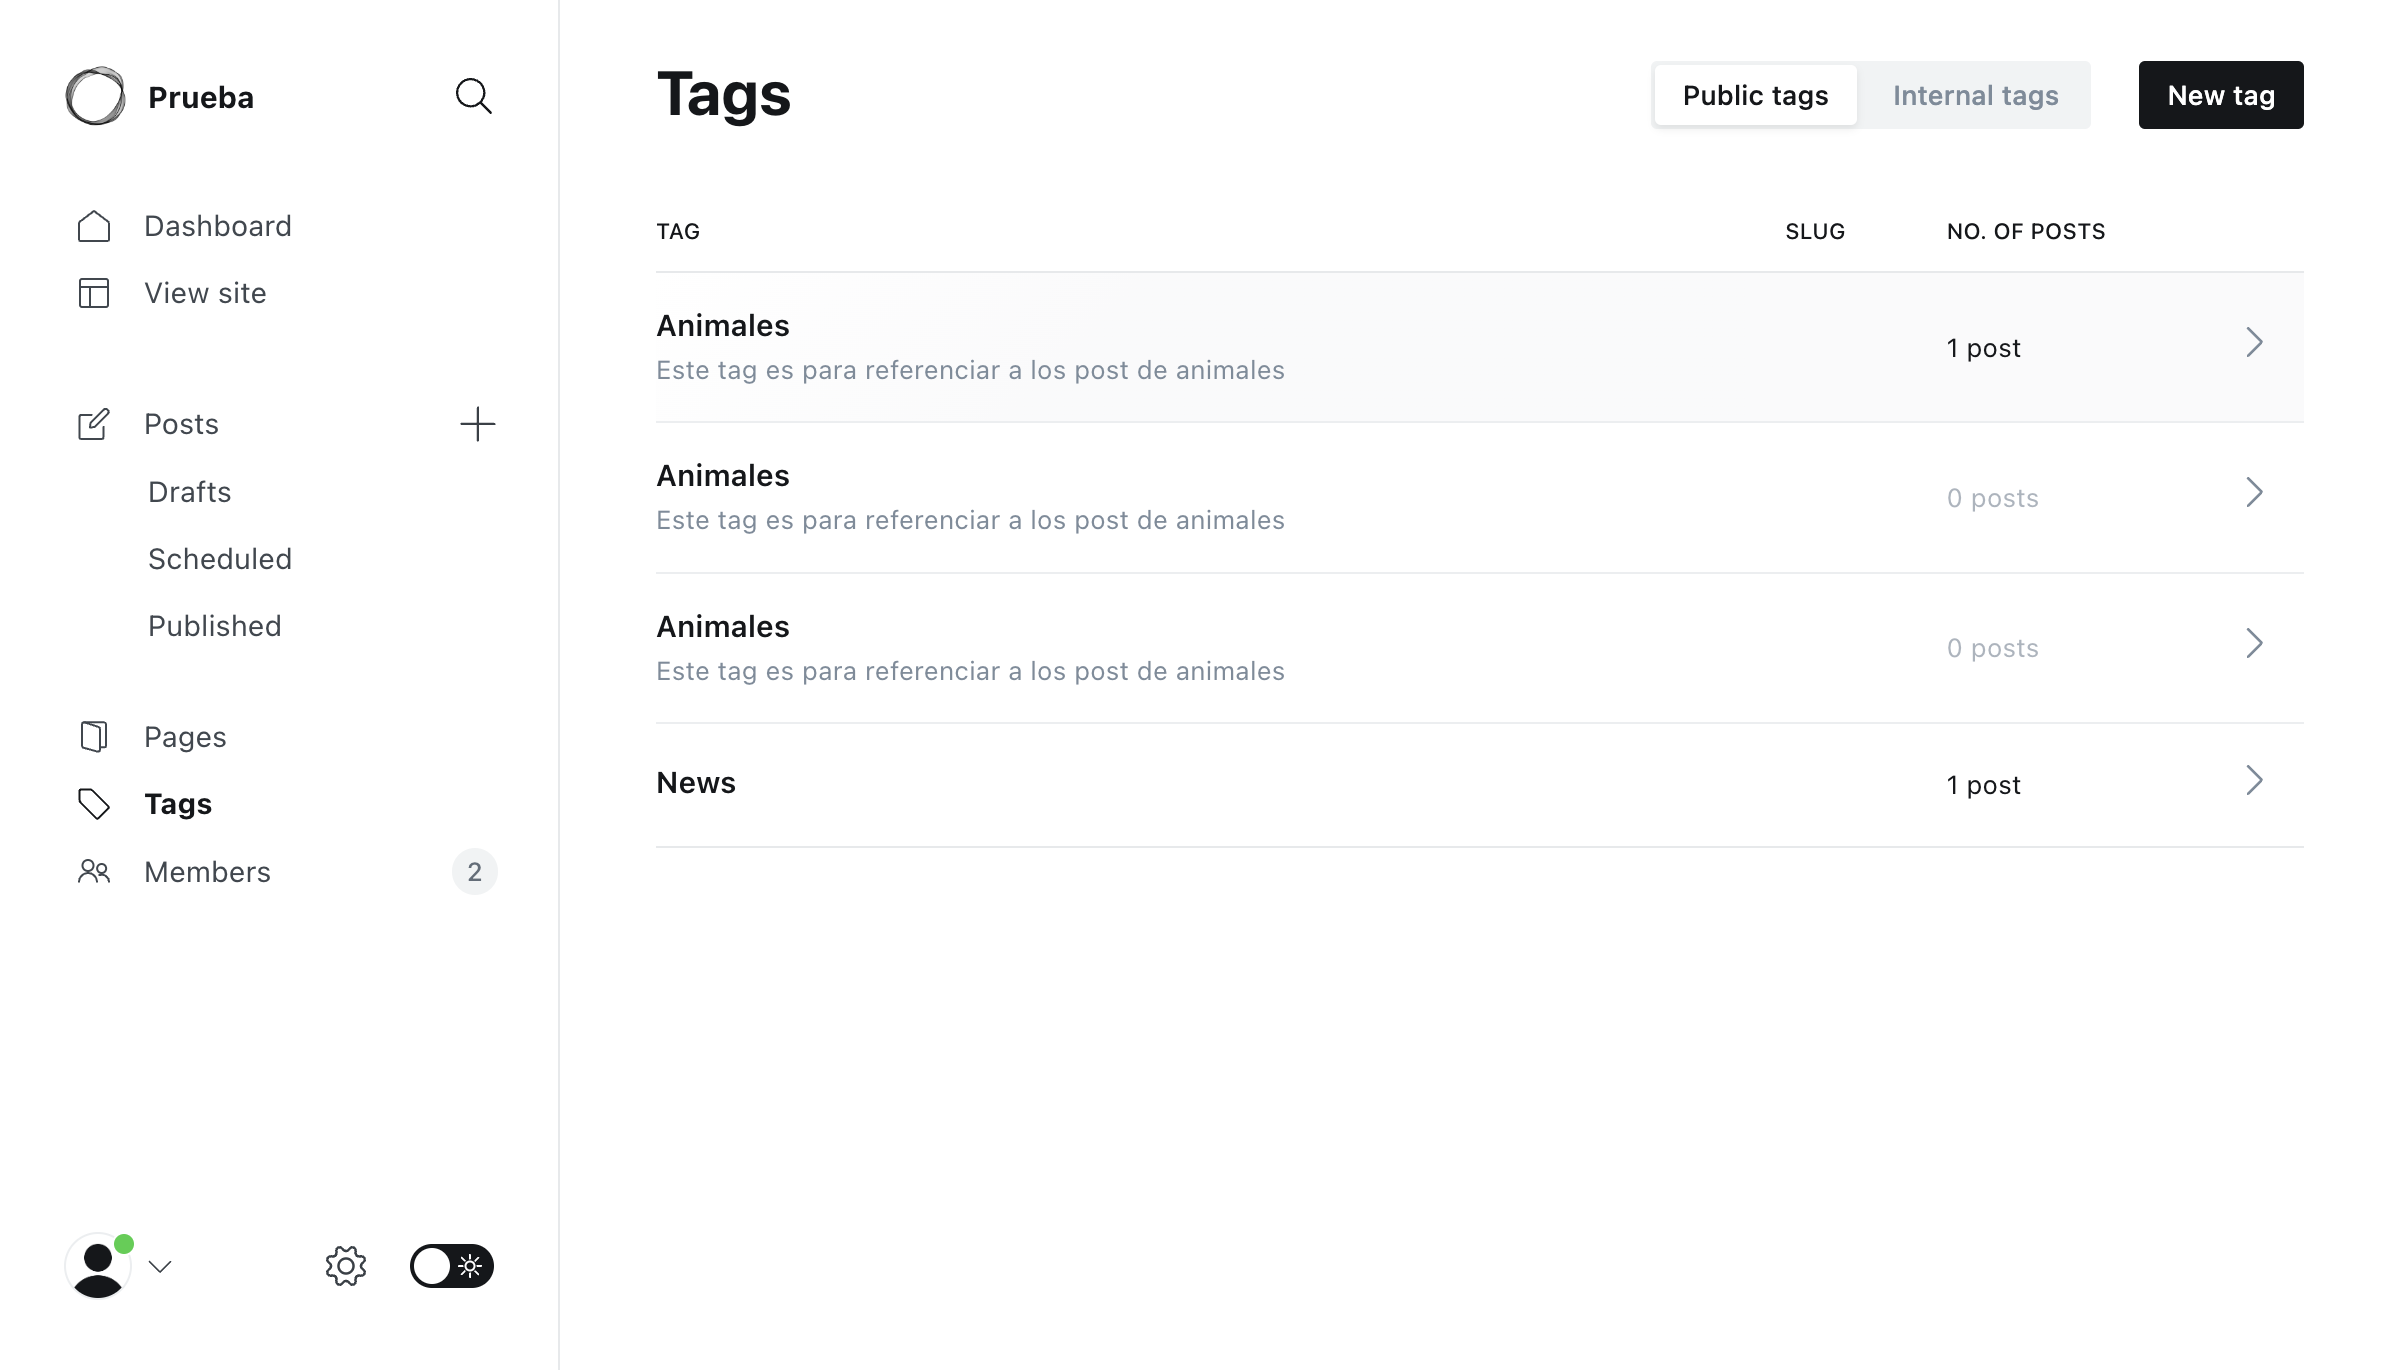 Prueba
Dashboard
View site
Posts
Drafts
Scheduled
Published
Pages
Tags
Members 2
Tags
Public tags Internal tags New tag
TAG SLUG NO. OF POSTS
Animales
Este tag es para referenciar a los post de animales
1 post
Animales
Este tag es para referenciar a los post de animales
0 posts
Animales
Este tag es para referenciar a los post de animales
0 posts
News 1 post